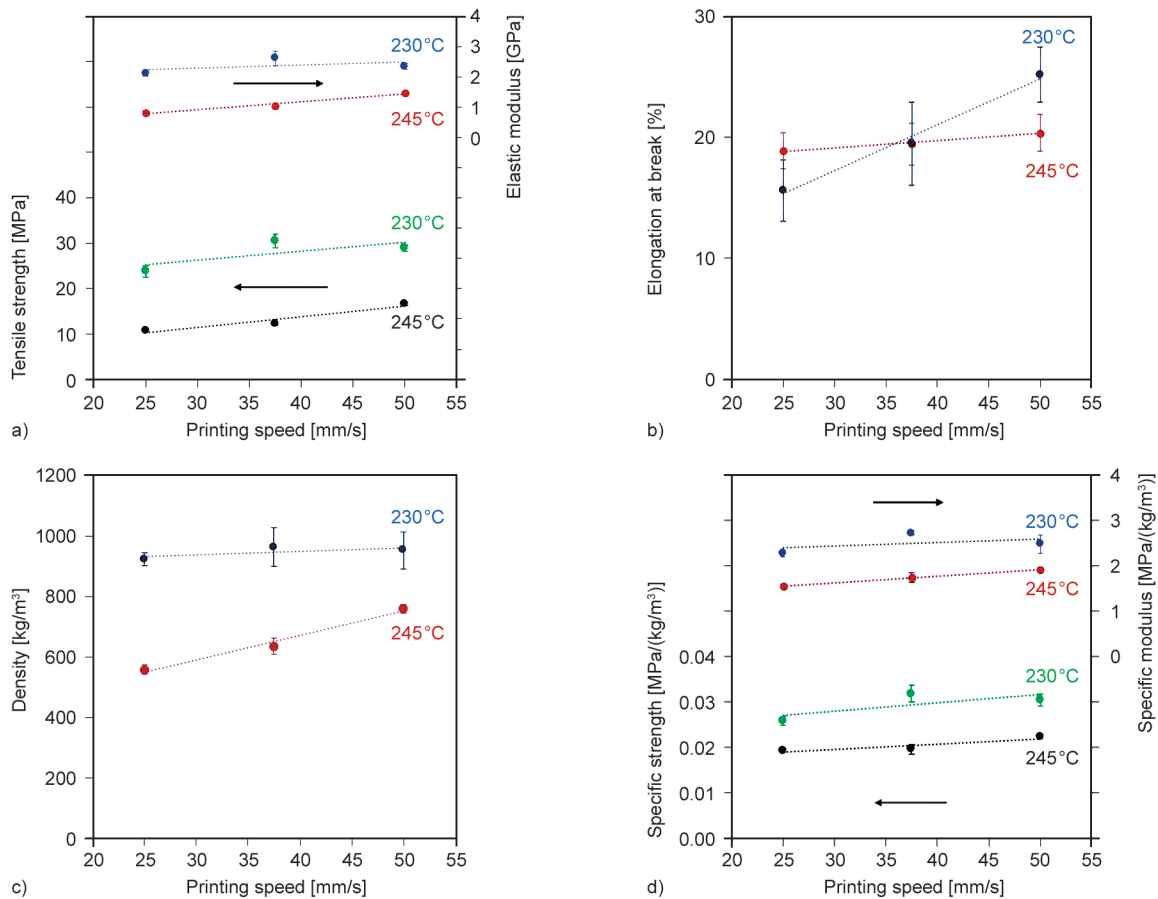 4
3
2
1
0
Elastic modulus [GPa]
230°C
245°C
40
30
20
10
0
Tensile strength [MPa]
230°C
245°C
20 25 30 35 40 45 50 55
a) Printing speed [mm/s]
30
20
10
0
Elongation at break [%]
230°C
245°C
20 25 30 35 40 45 50 55
b) Printing speed [mm/s]
1200
1000
800
600
400
200
0
Density [kg/m³]
230°C
245°C
20 25 30 35 40 45 50 55
c) Printing speed [mm/s]
4
3
2
1
0
Specific modulus [MPa/(kg/m³)]
230°C
245°C
0.04
0.03
0.02
0.01
0.00
Specific strength [MPa/(kg/m³)]
230°C
245°C
20 25 30 35 40 45 50 55
d) Printing speed [mm/s]